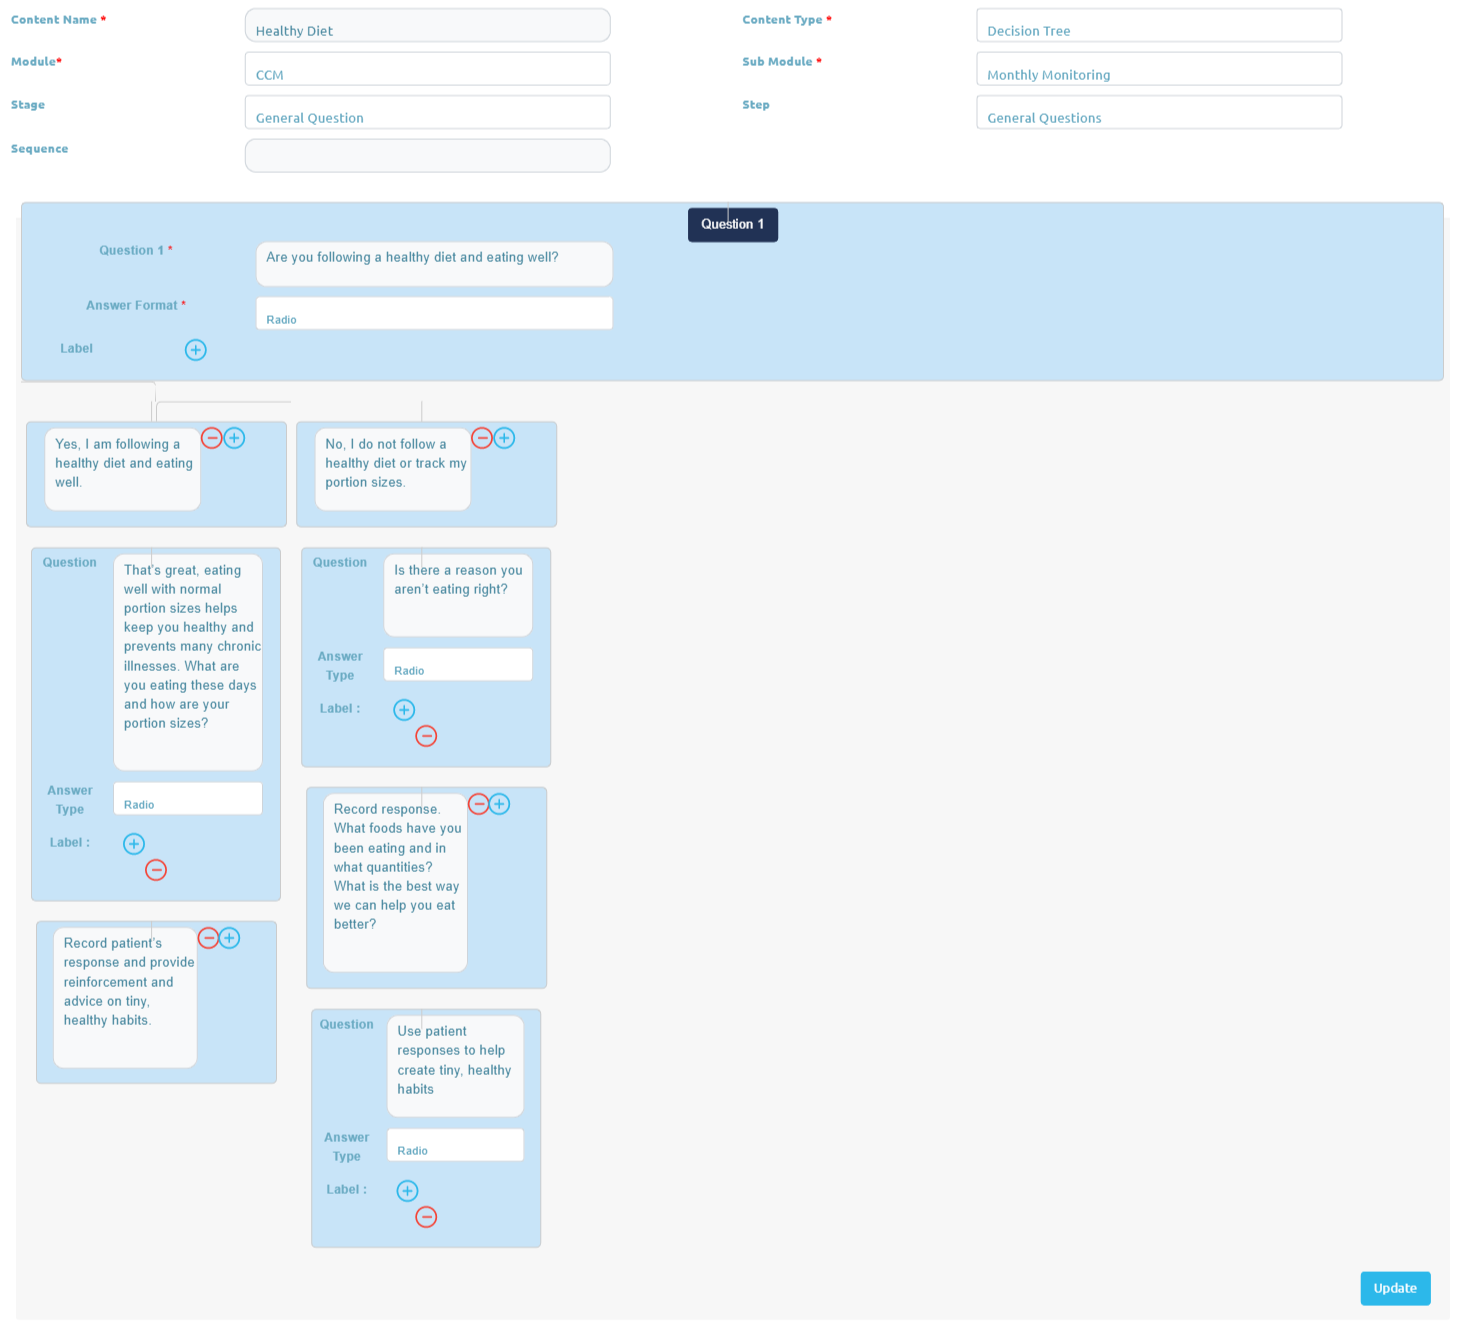 Content Name *
Healthy Diet
Content Type *
Decision Tree
Module*
CCM
Sub Module *
Monthly Monitoring
Stage
General Question
Step
General Questions
Sequence
Question 1
Question 1 *
Are you following a healthy diet and eating well?
Answer Format *
Radio
Label
Yes, I am following a
healthy diet and eating
well.
No, I do not follow a
healthy diet or track my
portion sizes.
Question
That's great, eating
well with normal
portion sizes helps
keep you healthy and
prevents many chronic
illnesses. What are
you eating these days
and how are your
portion sizes?
Answer
Type
Radio
Label :
Question
Is there a reason you
aren't eating right?
Answer
Type
Radio
Label :
Record patient's
response and provide
reinforcement and
advice on tiny,
healthy habits.
Record response.
What foods have you
been eating and in
what quantities?
What is the best way
we can help you eat
better?
Question
Use patient
responses to help
create tiny, healthy
habits
Answer
Type
Radio
Label :
Update